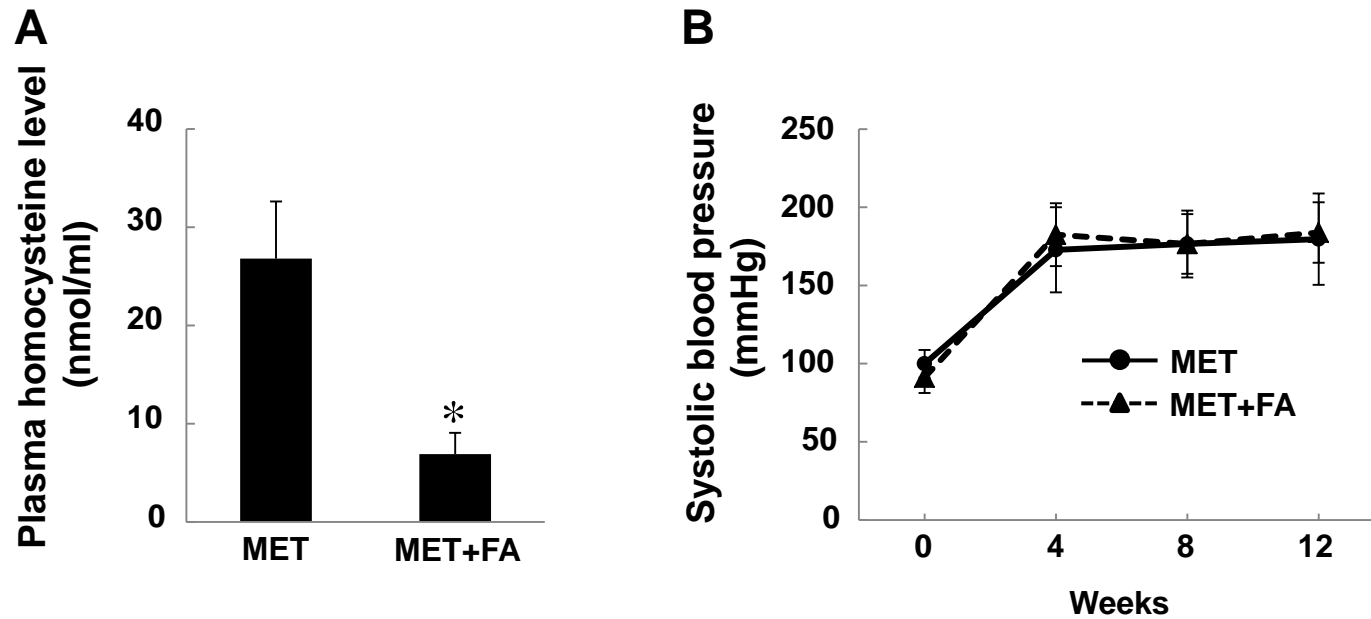 A
Plasma homocysteine level
(nmol/ml)
40
30
20
10
0
*
MET
MET+FA
B
Systolic blood pressure
(mmHg)
250
200
150
100
50
0
MET
MET+FA
0
4
8
12
Weeks